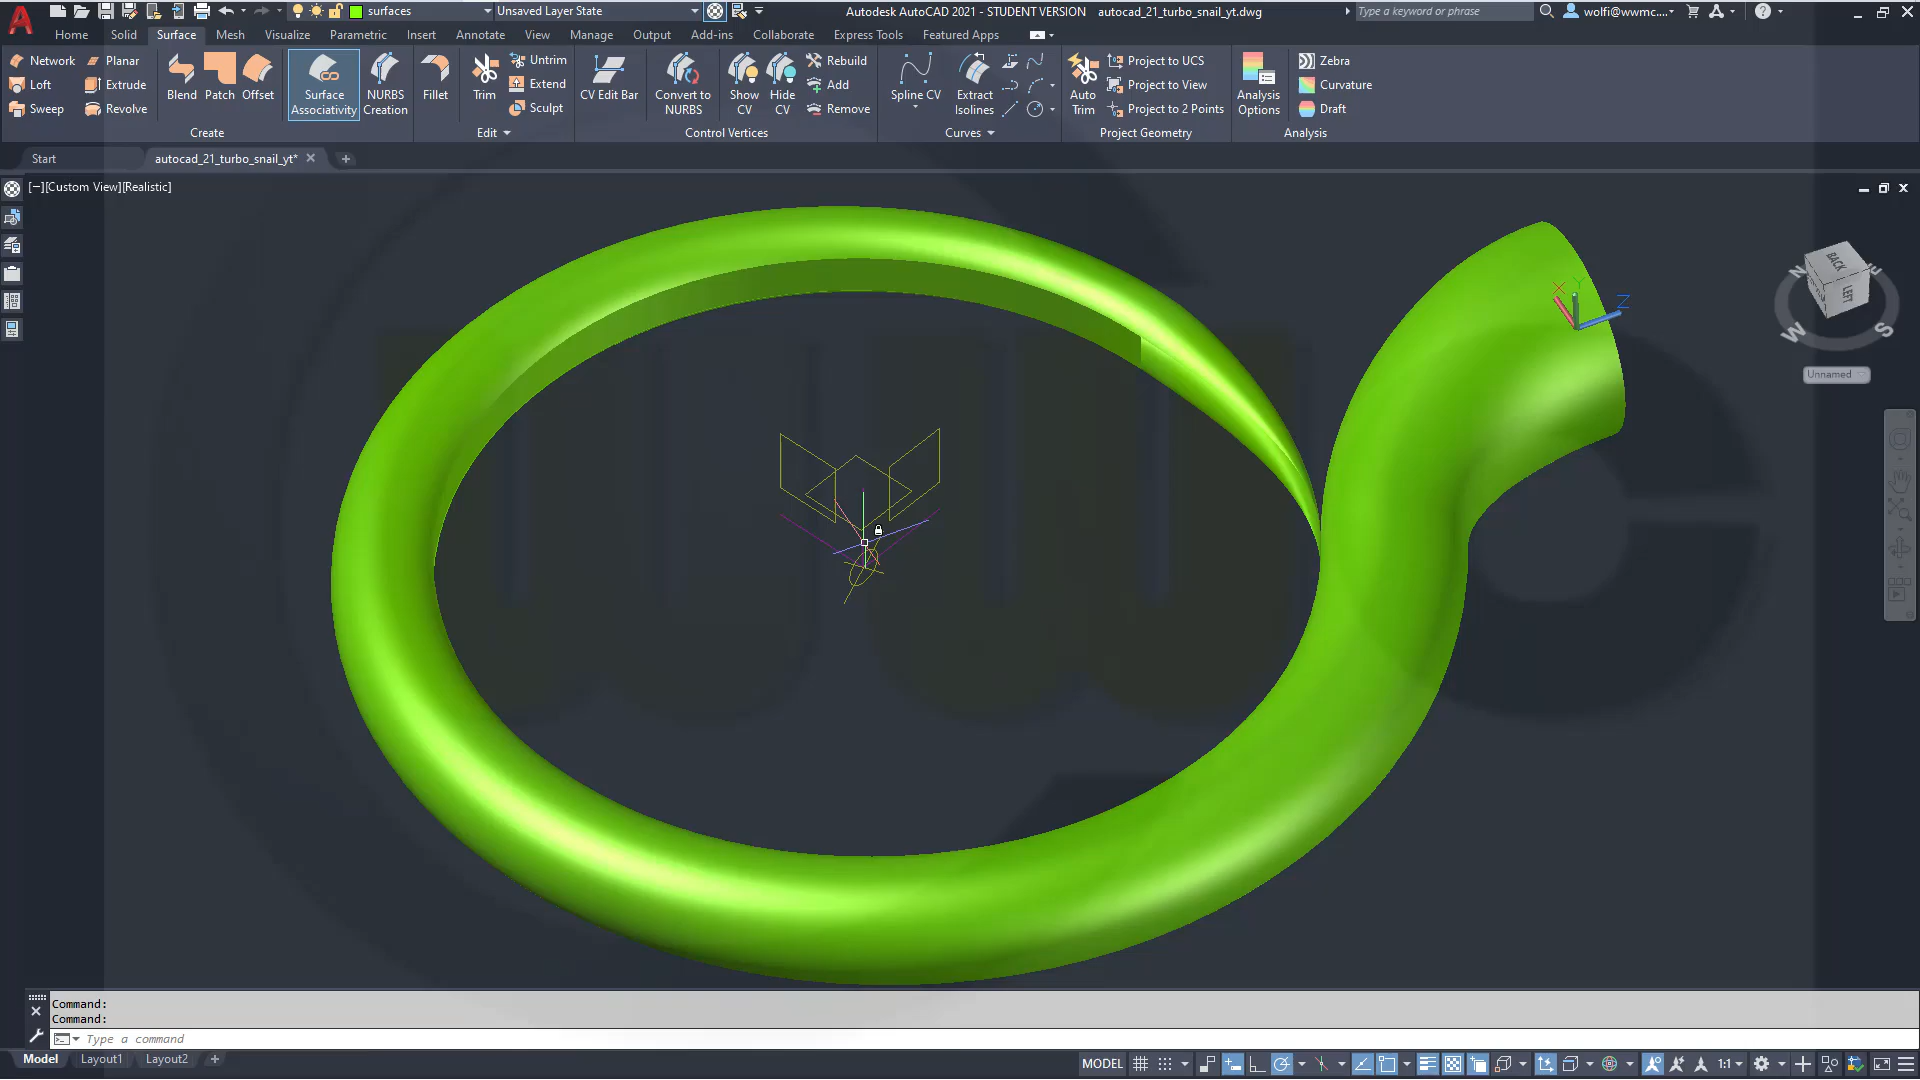 surfaces
Unsaved Layer State
Autodesk AutoCAD 2021 - STUDENT VERSION autocad_21_turbo_snail_yt.dwg
Type a keyword or phrase
wolfi@wwmc....
Home Solid Surface Mesh Visualize Parametric Insert Annotate View Manage Output Add-ins Collaborate Express Tools Featured Apps
Network Planar
Loft Extrude
Sweep Revolve
Blend Patch Offset
Surface
Associativity
NURBS
Creation
Fillet
Trim
Untrim
Extend
Sculpt
CV Edit Bar
Convert to
NURBS
Show
CV
Hide
CV
Rebuild
Add
Remove
Spline CV
Extract
Isolines
Auto
Trim
Project to UCS
Project to View
Project to 2 Points
Analysis
Options
Zebra
Curvature
Draft
Create Edit Control Vertices Curves Project Geometry Analysis
Start autocad_21_turbo_snail_yt*
[−][Custom View][Realistic]
X Y Z
BACK
LEFT
N
W S
Unnamed
Command:
Command:
Type a command
Model Layout1 Layout2
MODEL
1:1